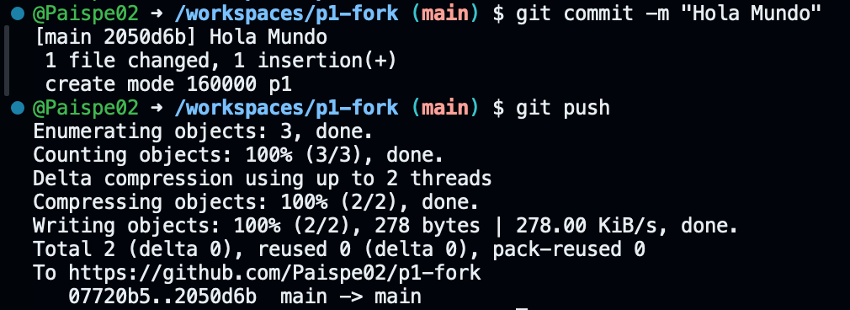 @Paispe02 ➜ /workspaces/p1-fork (main) $ git commit -m "Hola Mundo"
[main 2050d6b] Hola Mundo
 1 file changed, 1 insertion(+)
 create mode 160000 p1
@Paispe02 ➜ /workspaces/p1-fork (main) $ git push
Enumerating objects: 3, done.
Counting objects: 100% (3/3), done.
Delta compression using up to 2 threads
Compressing objects: 100% (2/2), done.
Writing objects: 100% (2/2), 278 bytes | 278.00 KiB/s, done.
Total 2 (delta 0), reused 0 (delta 0), pack-reused 0
To https://github.com/Paispe02/p1-fork
   07720b5..2050d6b  main -> main